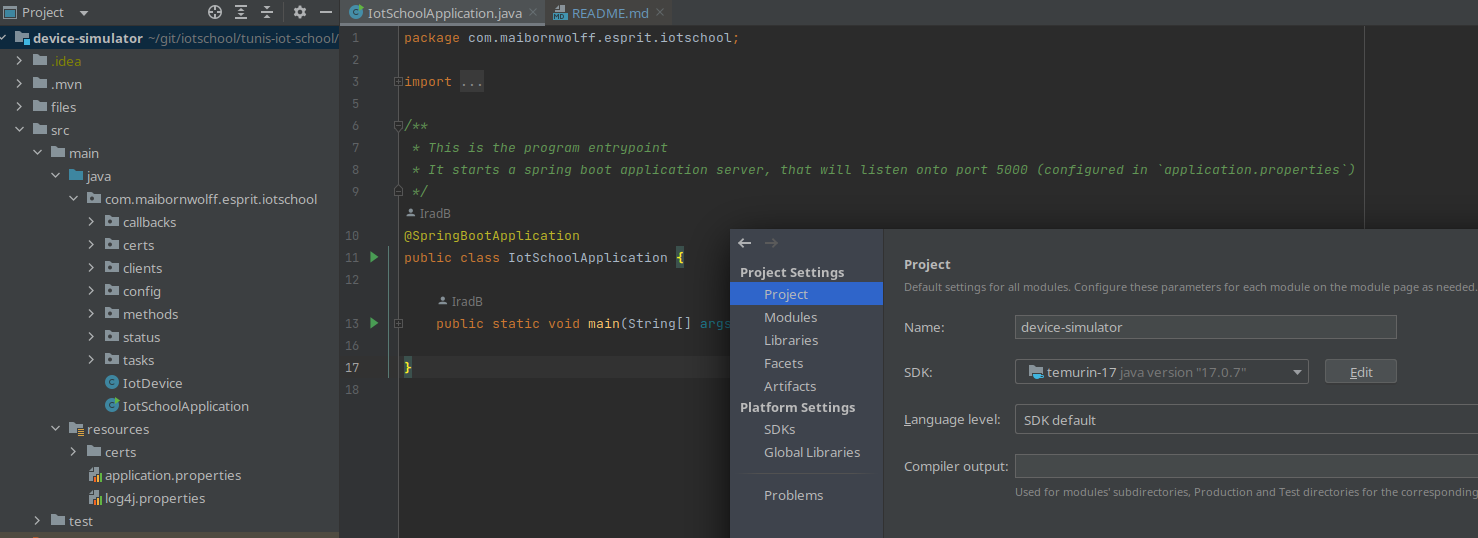 Project
IotSchoolApplication.java
README.md
device-simulator ~/git/iotschool/tunis-iot-school/
.idea
.mvn
files
src
main
java
com.maibornwolff.esprit.iotschool
callbacks
certs
clients
config
methods
status
tasks
IotDevice
IotSchoolApplication
resources
certs
application.properties
log4j.properties
test
1 package com.maibornwolff.esprit.iotschool;
2
3 import ...
5
6 /**
7 * This is the program entrypoint
8 * It starts a spring boot application server, that will listen onto port 5000 (configured in `application.properties`)
9 */
IradB
10 @SpringBootApplication
11 public class IotSchoolApplication {
12
IradB
13 public static void main(String[] args
16
17 }
18
Project Settings
Project
Modules
Libraries
Facets
Artifacts
Platform Settings
SDKs
Global Libraries
Problems
Project
Default settings for all modules. Configure these parameters for each module on the module page as needed.
Name: device-simulator
SDK: temurin-17 java version "17.0.7" Edit
Language level: SDK default
Compiler output:
Used for modules' subdirectories, Production and Test directories for the corresponding